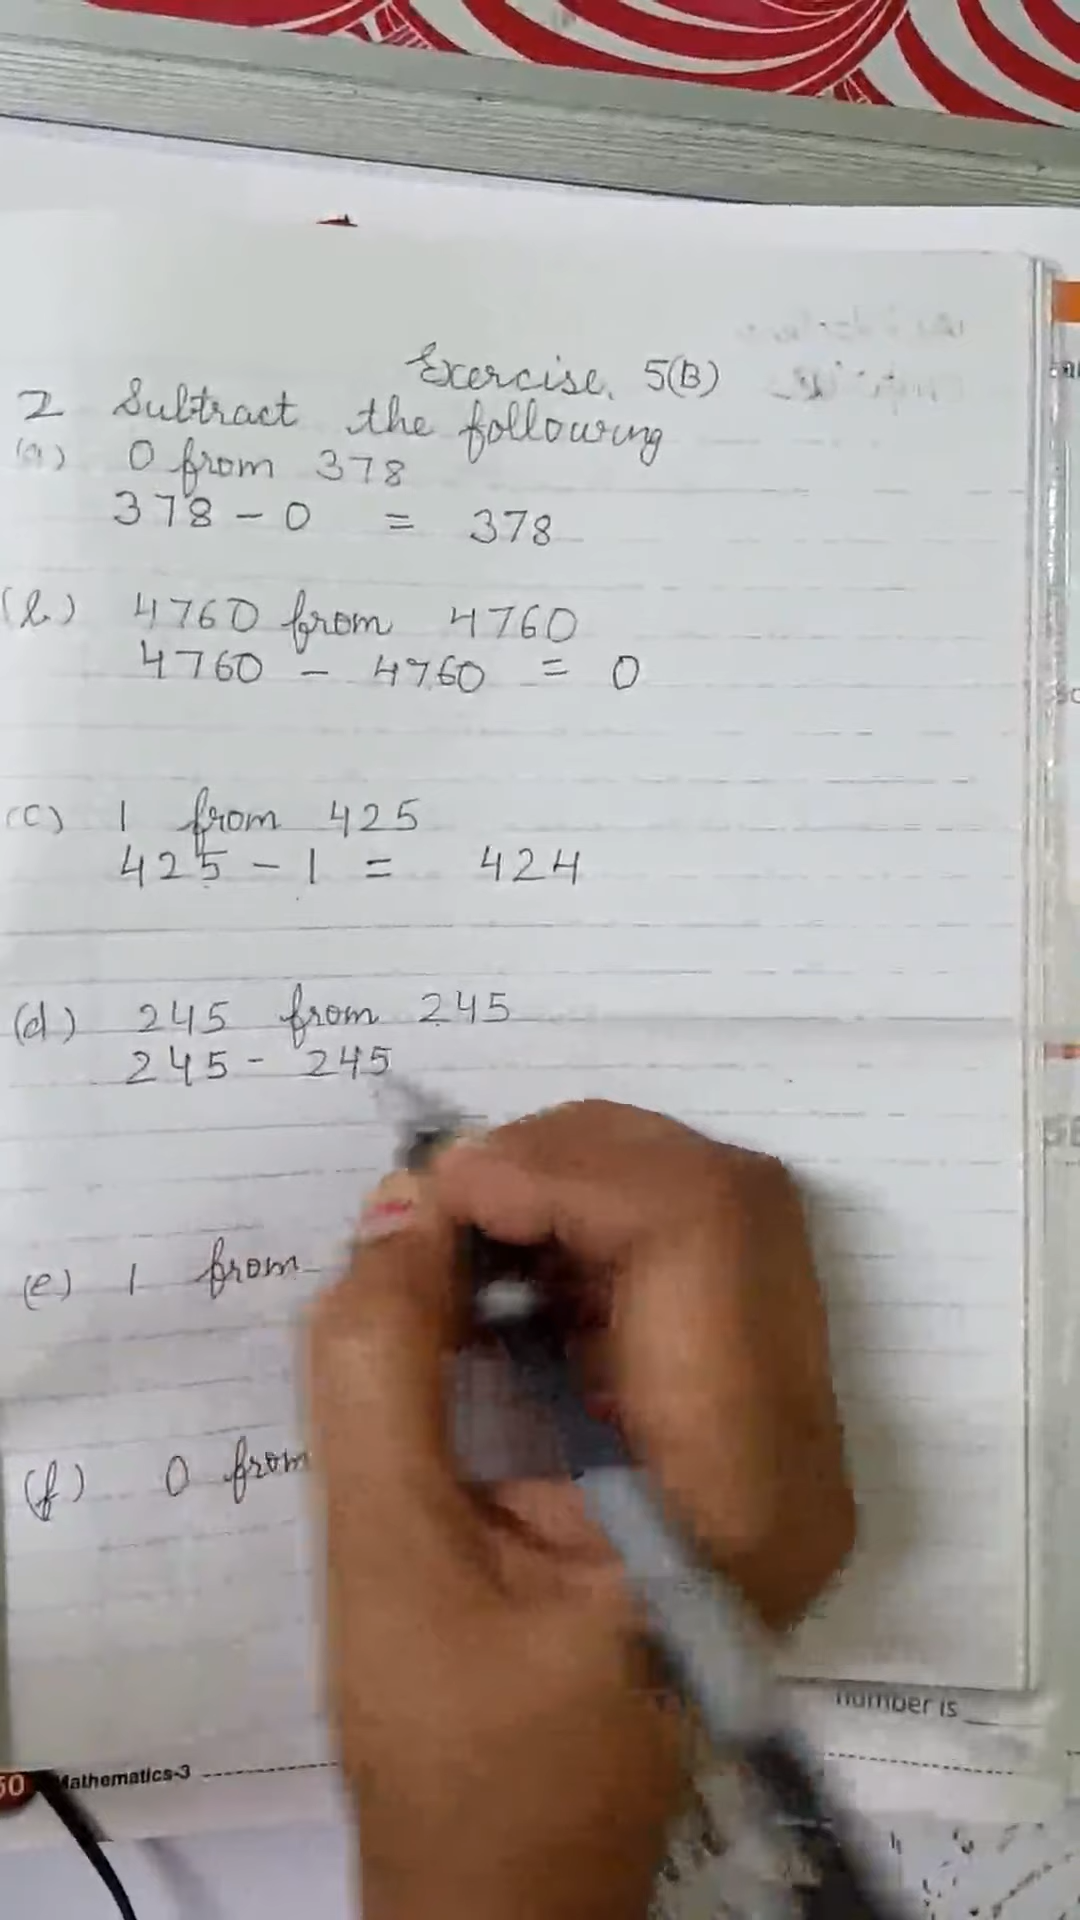 Exercise, 5(B)
2 Subtract the following
(a) 0 from 378
378 - 0 = 378
(b) 4760 from 4760
4760 - 4760 = 0
(c) 1 from 425
425 - 1 = 424
(d) 245 from 245
245 - 245
(e) 1 from
(f) 0 from
number is
50 Mathematics-3